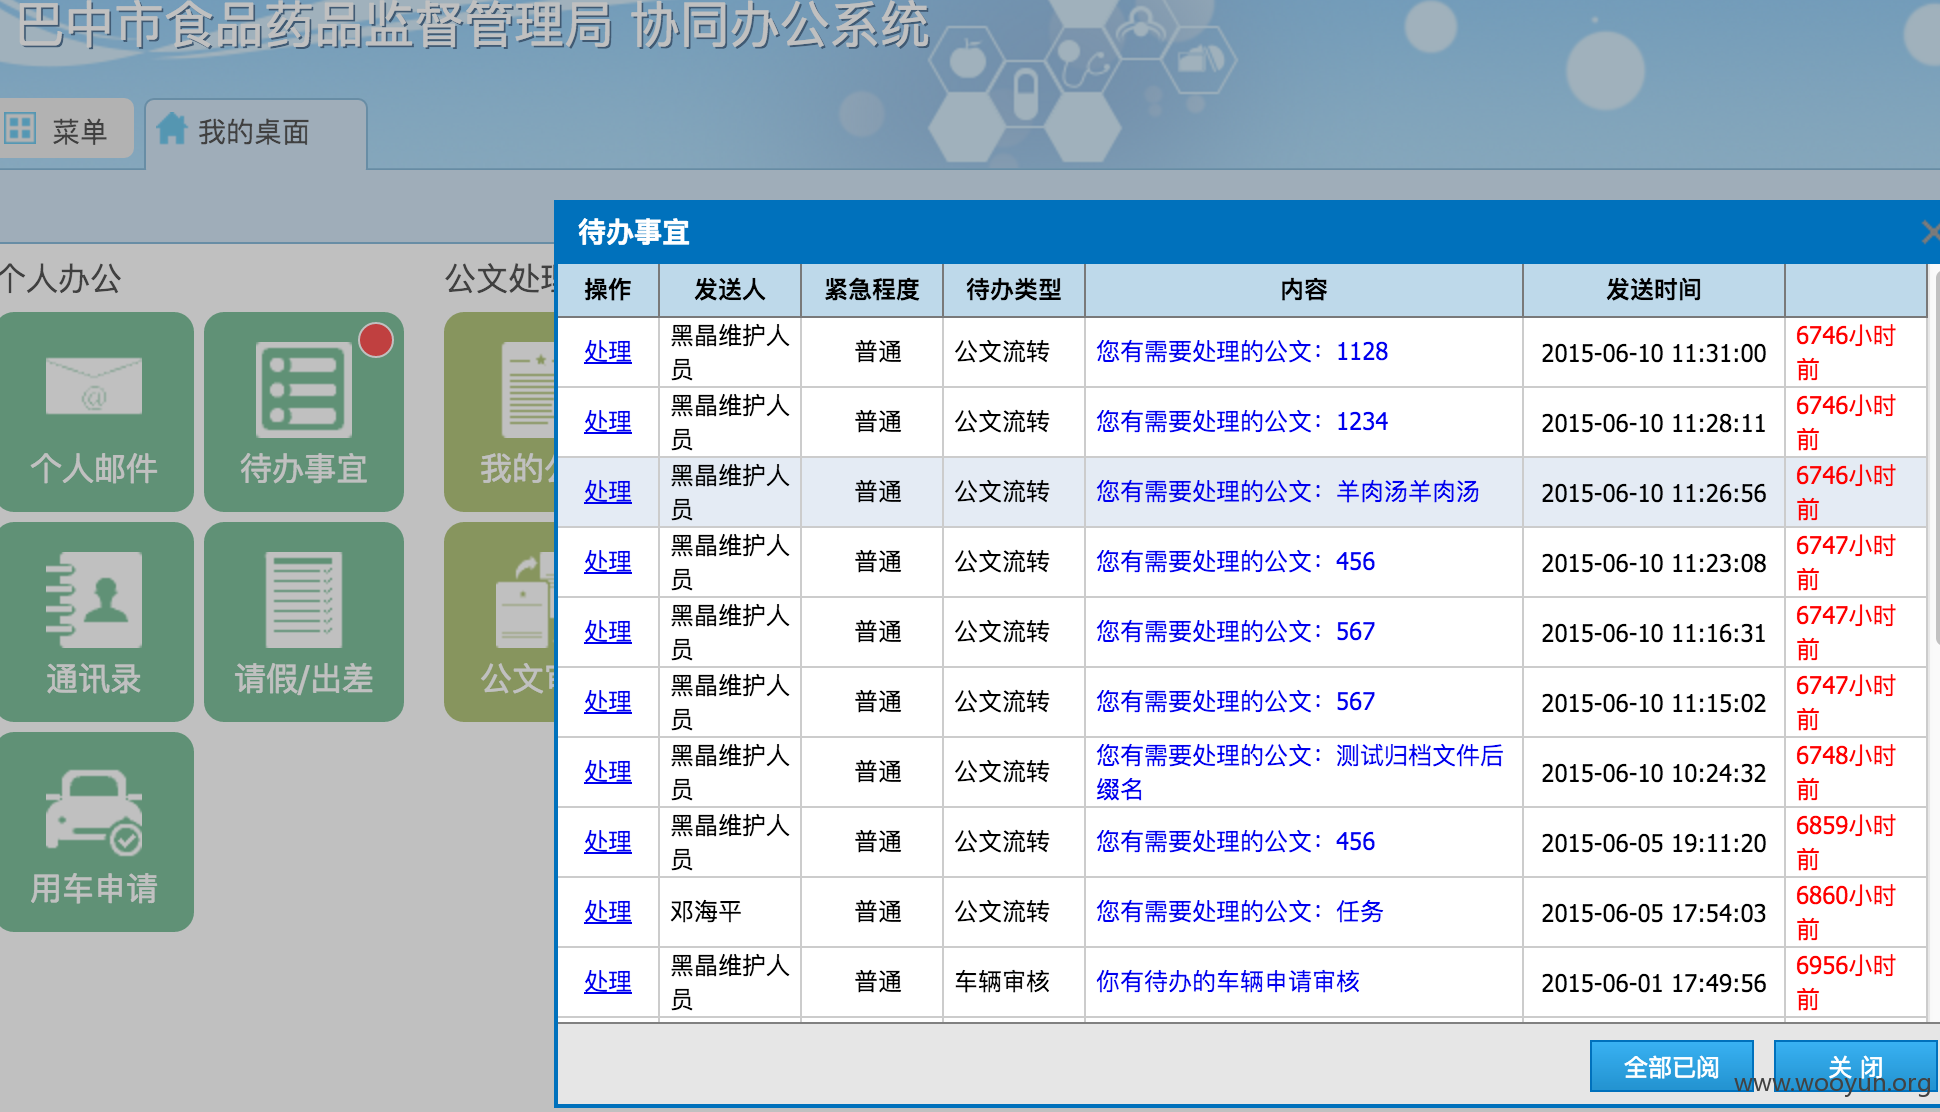 巴中市食品药品监督管理局 协同办公系统
菜单
我的桌面
个人办公
公文处理
个人邮件
待办事宜
我的公
通讯录
请假/出差
公文审
用车申请
待办事宜
操作 发送人 紧急程度 待办类型 内容 发送时间
处理 黑晶维护人员 普通 公文流转 您有需要处理的公文：1128 2015-06-10 11:31:00 6746小时前
处理 黑晶维护人员 普通 公文流转 您有需要处理的公文：1234 2015-06-10 11:28:11 6746小时前
处理 黑晶维护人员 普通 公文流转 您有需要处理的公文：羊肉汤羊肉汤 2015-06-10 11:26:56 6746小时前
处理 黑晶维护人员 普通 公文流转 您有需要处理的公文：456 2015-06-10 11:23:08 6747小时前
处理 黑晶维护人员 普通 公文流转 您有需要处理的公文：567 2015-06-10 11:16:31 6747小时前
处理 黑晶维护人员 普通 公文流转 您有需要处理的公文：567 2015-06-10 11:15:02 6747小时前
处理 黑晶维护人员 普通 公文流转 您有需要处理的公文：测试归档文件后缀名 2015-06-10 10:24:32 6748小时前
处理 黑晶维护人员 普通 公文流转 您有需要处理的公文：456 2015-06-05 19:11:20 6859小时前
处理 邓海平 普通 公文流转 您有需要处理的公文：任务 2015-06-05 17:54:03 6860小时前
处理 黑晶维护人员 普通 车辆审核 你有待办的车辆申请审核 2015-06-01 17:49:56 6956小时前
全部已阅 关 闭
www.wooyun.org